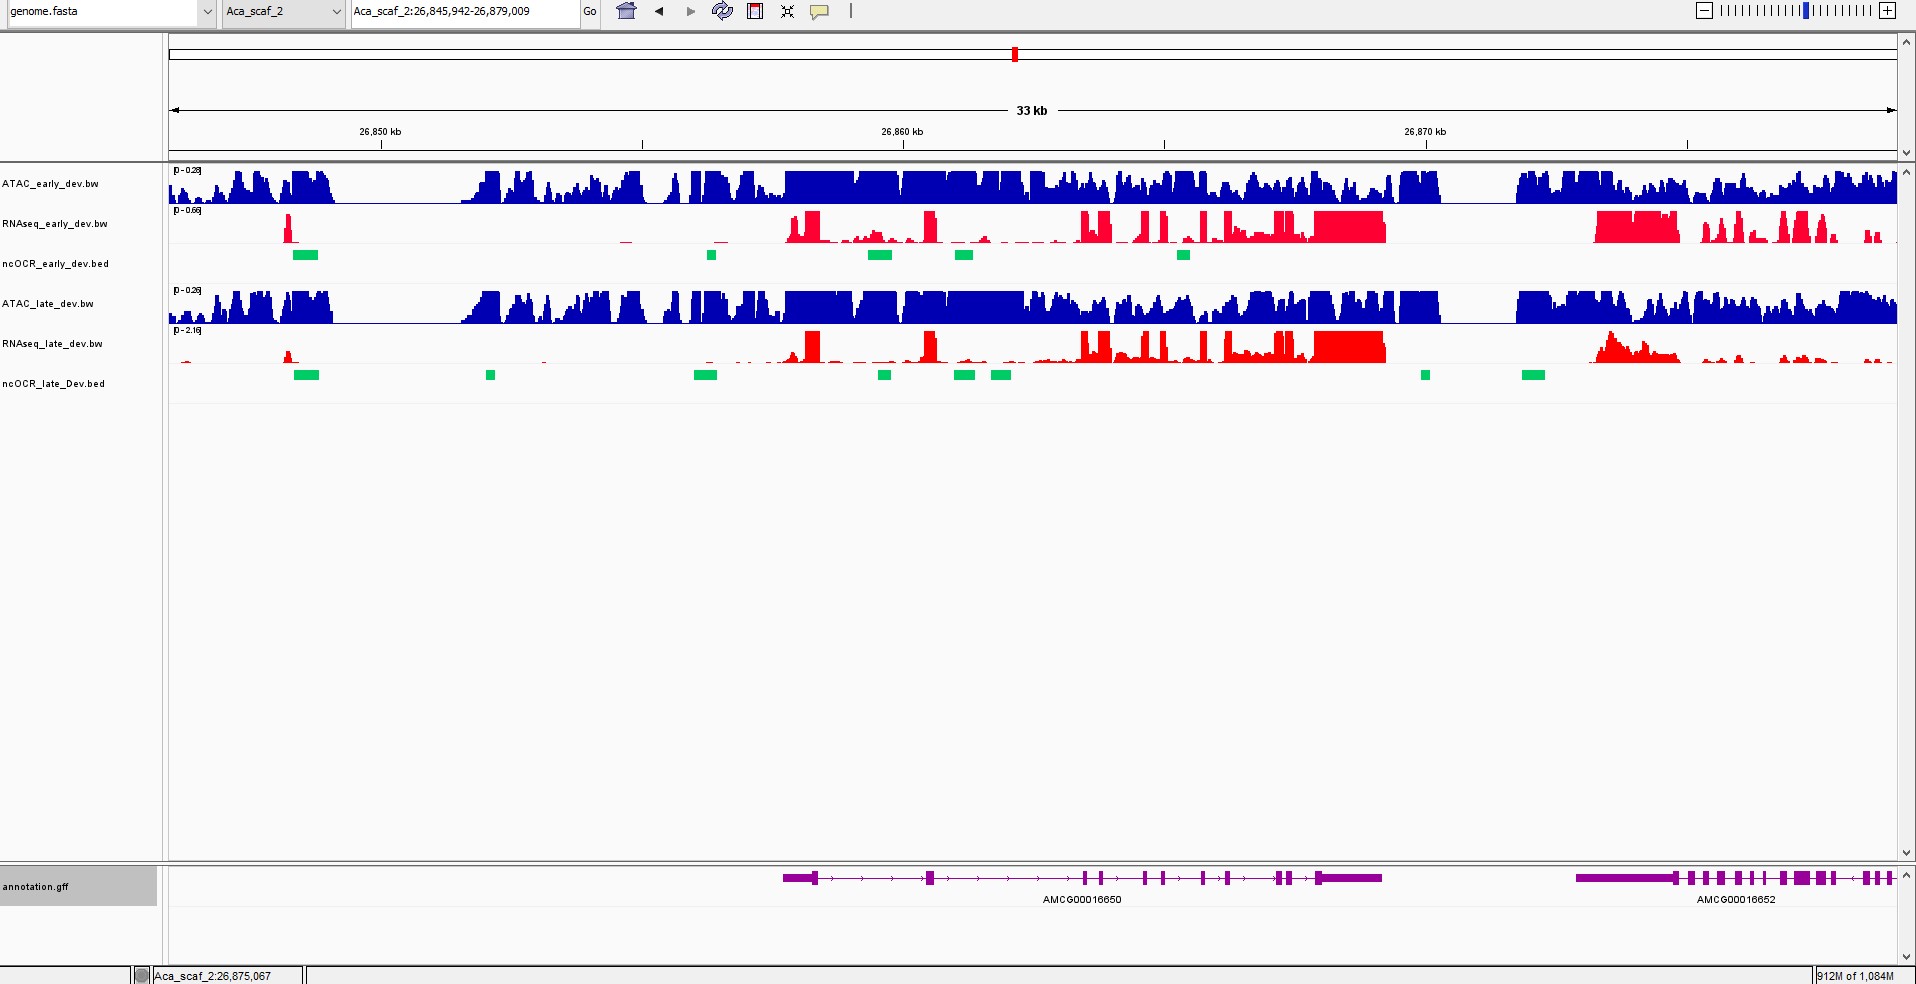 genome.fasta Aca_scaf_2 Aca_scaf_2:26,845,942-26,879,009 Go
33 kb
26,850 kb 26,860 kb 26,870 kb
[0 - 0.28]
ATAC_early_dev.bw
[0 - 0.66]
RNAseq_early_dev.bw
ncOCR_early_dev.bed
[0 - 0.26]
ATAC_late_dev.bw
[0 - 2.16]
RNAseq_late_dev.bw
ncOCR_late_Dev.bed
annotation.gff
AMCG00016650 AMCG00016652
Aca_scaf_2:26,875,067 912M of 1,084M